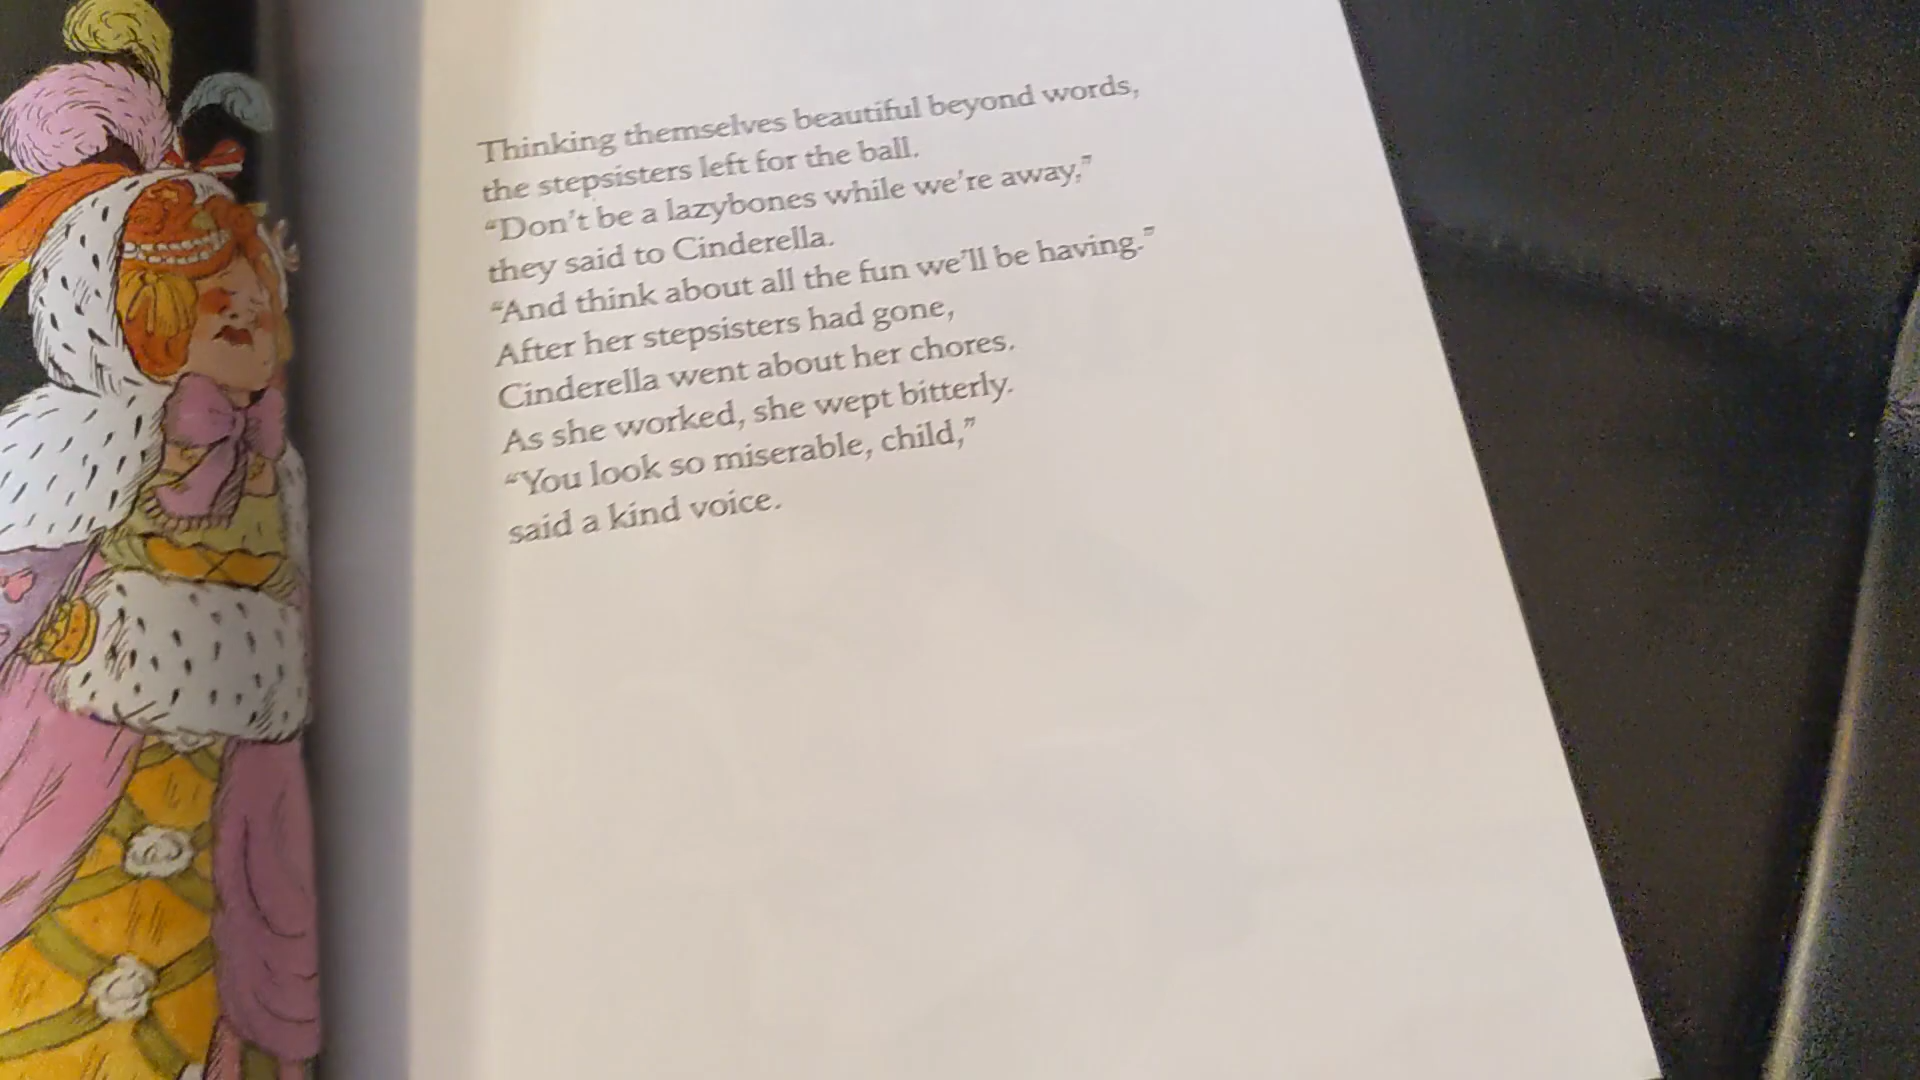 Thinking themselves beautiful beyond words,
the stepsisters left for the ball.
“Don’t be a lazybones while we’re away,”
they said to Cinderella.
“And think about all the fun we’ll be having.”
After her stepsisters had gone,
Cinderella went about her chores.
As she worked, she wept bitterly.
“You look so miserable, child,”
said a kind voice.